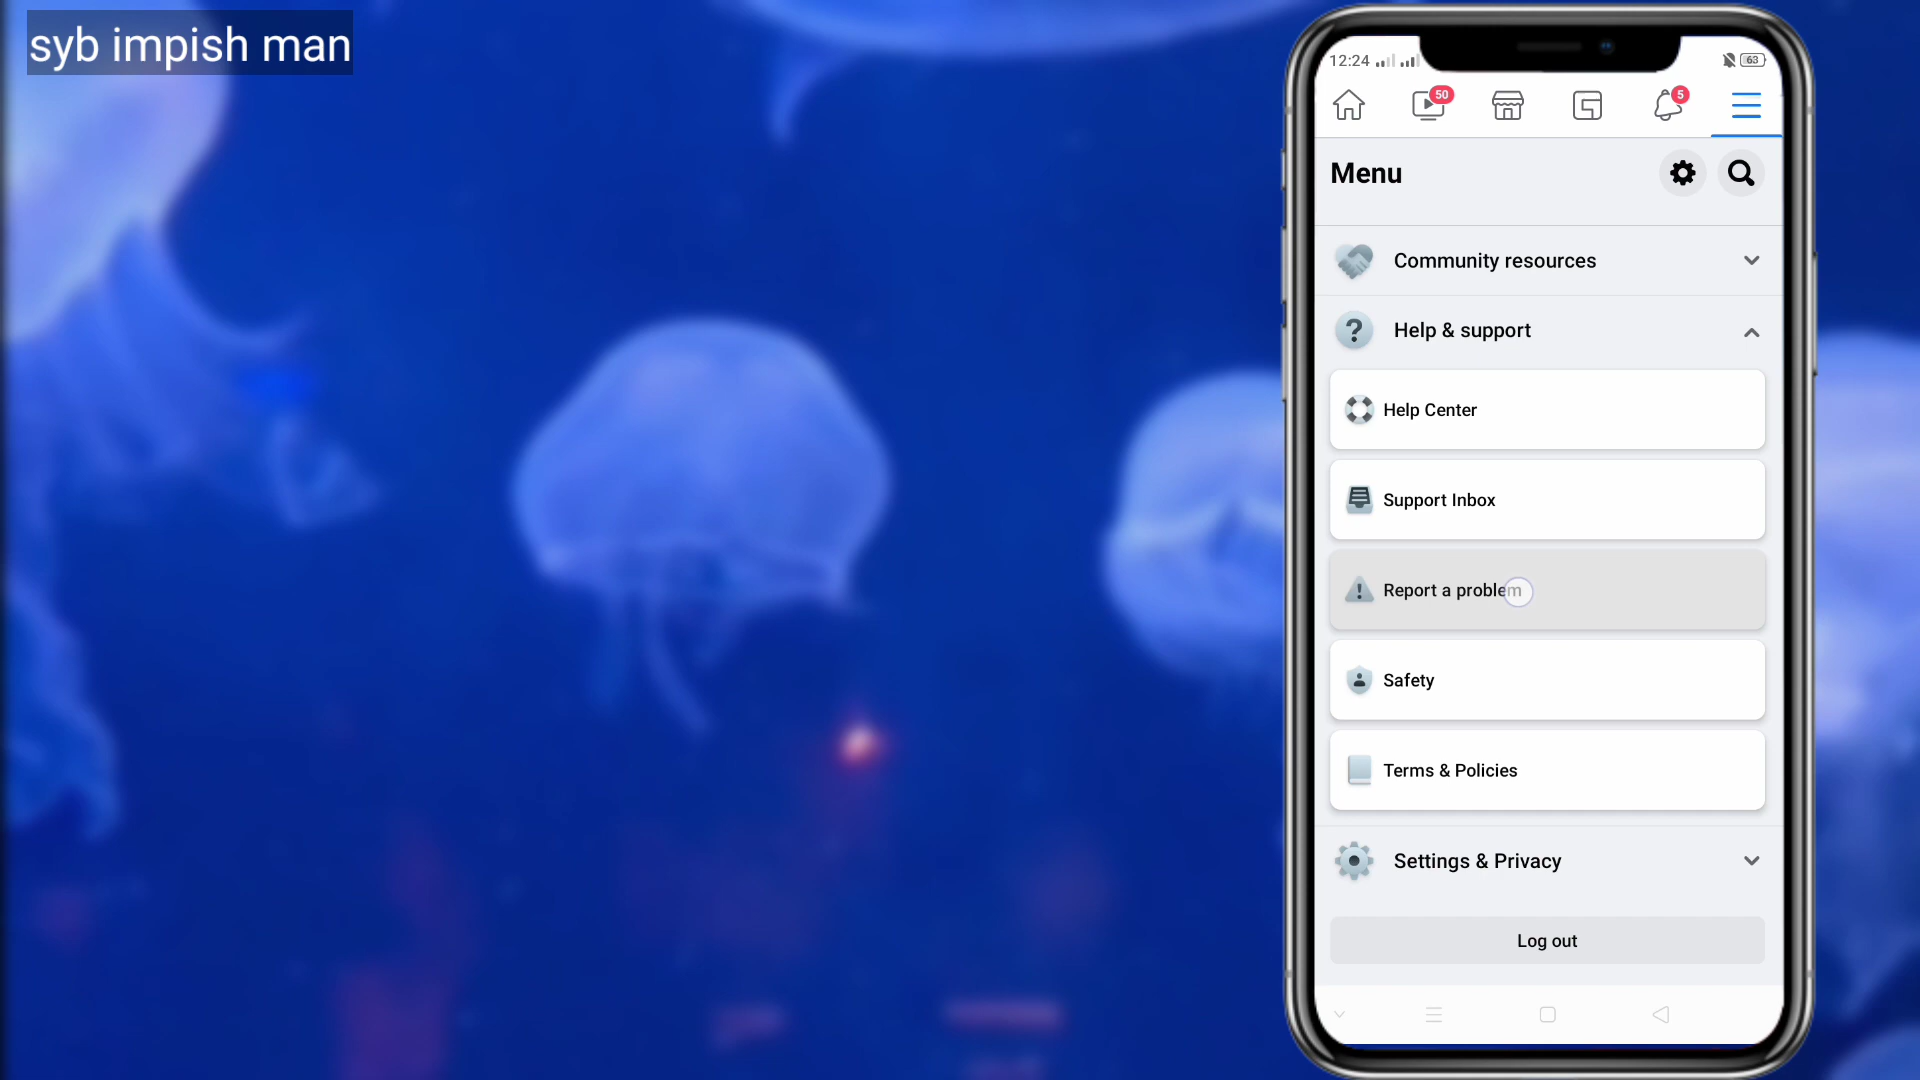 syb impish man
12:24
63
50
5
Menu
Community resources
Help & support
Help Center
Support Inbox
Report a problem
Safety
Terms & Policies
Settings & Privacy
Log out